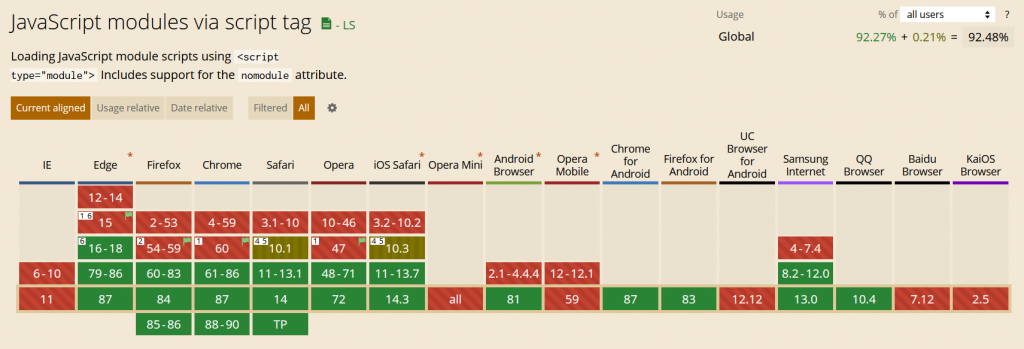 JavaScript modules via script tag - LS
Usage % of all users ?
Global 92.27% + 0.21% = 92.48%
Loading JavaScript module scripts using <script
type="module"> Includes support for the nomodule attribute.
Current aligned Usage relative Date relative Filtered All
IE Edge * Firefox Chrome Safari Opera iOS Safari * Opera Mini * Android Browser * Opera Mobile * Chrome for Android Firefox for Android UC Browser for Android Samsung Internet QQ Browser Baidu Browser KaiOS Browser
12-14
1 6 15 2-53 4-59 3.1-10 10-46 3.2-10.2
6 16-18 2 54-59 1 60 4 5 10.1 1 47 4 5 10.3 4-7.4
6-10 79-86 60-83 61-86 11-13.1 48-71 11-13.7 2.1-4.4.4 12-12.1 8.2-12.0
11 87 84 87 14 72 14.3 all 81 59 87 83 12.12 13.0 10.4 7.12 2.5
85-86 88-90 TP